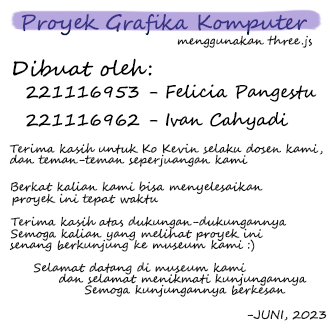 Proyek Grafika Komputer
menggunakan three.js
Dibuat oleh:
221116953 - Felicia Pangestu
221116962 - Ivan Cahyadi
Terima kasih untuk Ko Kevin selaku dosen kami,
dan teman-teman seperjuangan kami
Berkat kalian kami bisa menyelesaikan
proyek ini tepat waktu
Terima kasih atas dukungan-dukungannya
Semoga kalian yang melihat proyek ini
senang berkunjung ke museum kami :)
Selamat datang di museum kami
dan selamat menikmati kunjungannya
Semoga kunjungannya berkesan
-JUNI, 2023